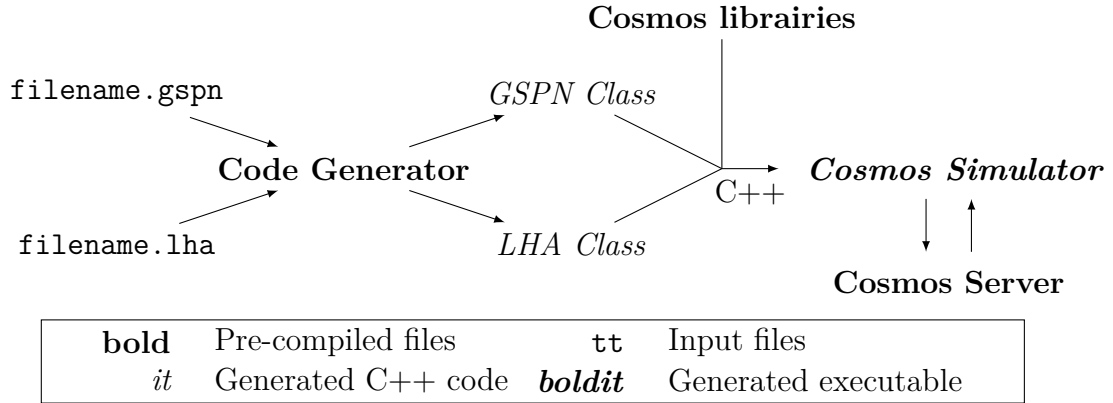 Cosmos librairies
filename.gspn
GSPN Class
Code Generator
Cosmos Simulator
C++
filename.lha
LHA Class
Cosmos Server
bold Pre-compiled files tt Input files
it Generated C++ code boldit Generated executable